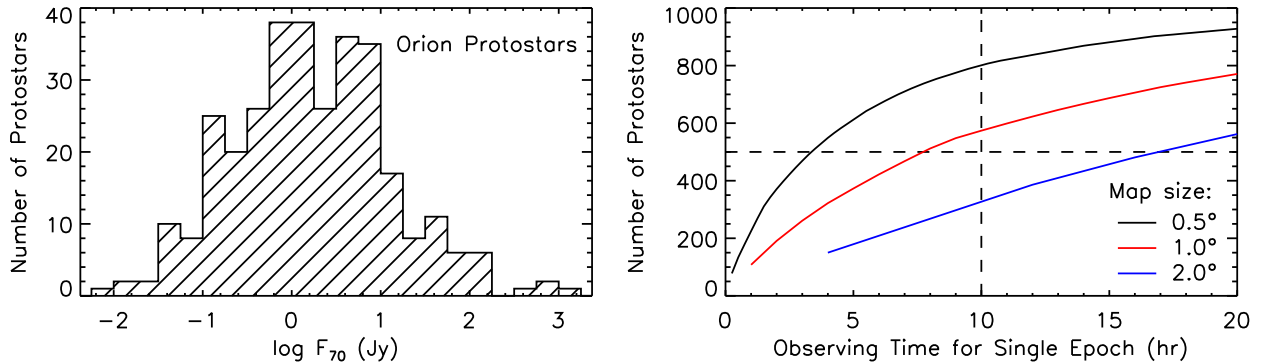 40
30
20
10
0
Number of Protostars
Orion Protostars
−2 −1 0 1 2 3
log F70 (Jy)
1000
800
600
400
200
0
Number of Protostars
Map size:
0.5°
1.0°
2.0°
0 5 10 15 20
Observing Time for Single Epoch (hr)